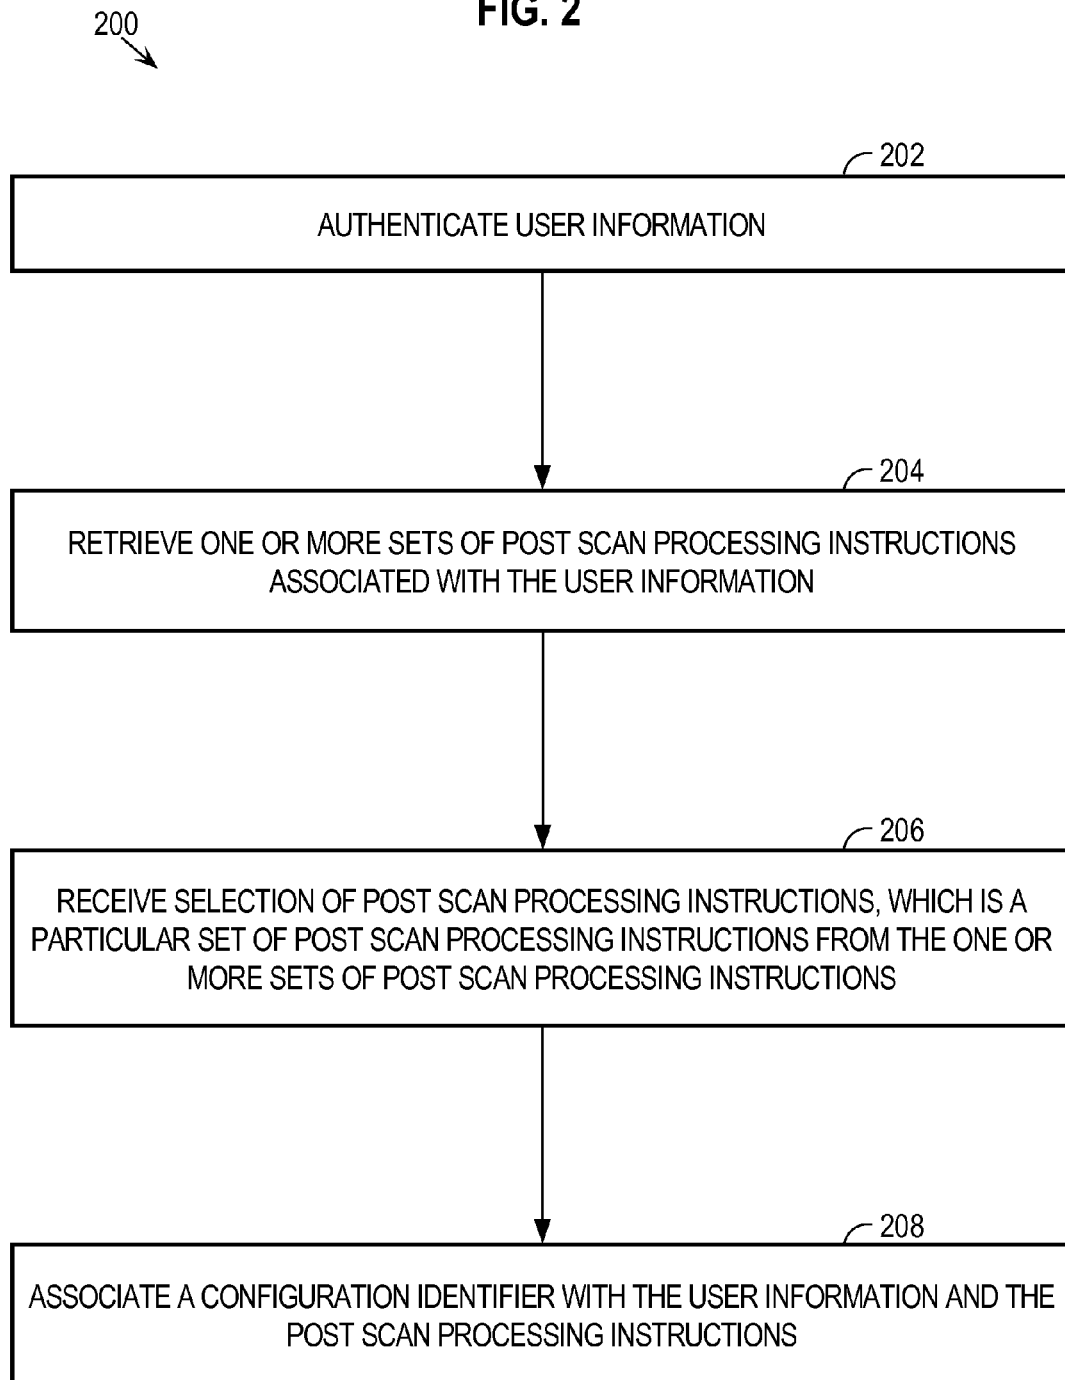 FIG. 2
200
202
AUTHENTICATE USER INFORMATION
204
RETRIEVE ONE OR MORE SETS OF POST SCAN PROCESSING INSTRUCTIONS
ASSOCIATED WITH THE USER INFORMATION
206
RECEIVE SELECTION OF POST SCAN PROCESSING INSTRUCTIONS, WHICH IS A
PARTICULAR SET OF POST SCAN PROCESSING INSTRUCTIONS FROM THE ONE OR
MORE SETS OF POST SCAN PROCESSING INSTRUCTIONS
208
ASSOCIATE A CONFIGURATION IDENTIFIER WITH THE USER INFORMATION AND THE
POST SCAN PROCESSING INSTRUCTIONS